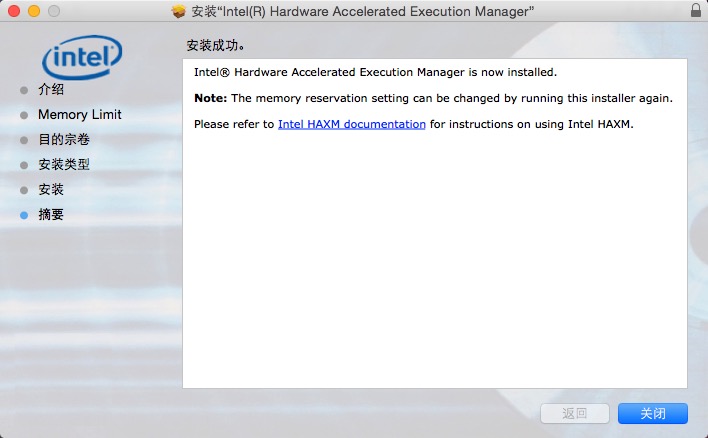 安装“Intel(R) Hardware Accelerated Execution Manager”
intel
安装成功。
介绍
Memory Limit
目的宗卷
安装类型
安装
摘要
Intel® Hardware Accelerated Execution Manager is now installed.
Note: The memory reservation setting can be changed by running this installer again.
Please refer to Intel HAXM documentation for instructions on using Intel HAXM.
返回
关闭